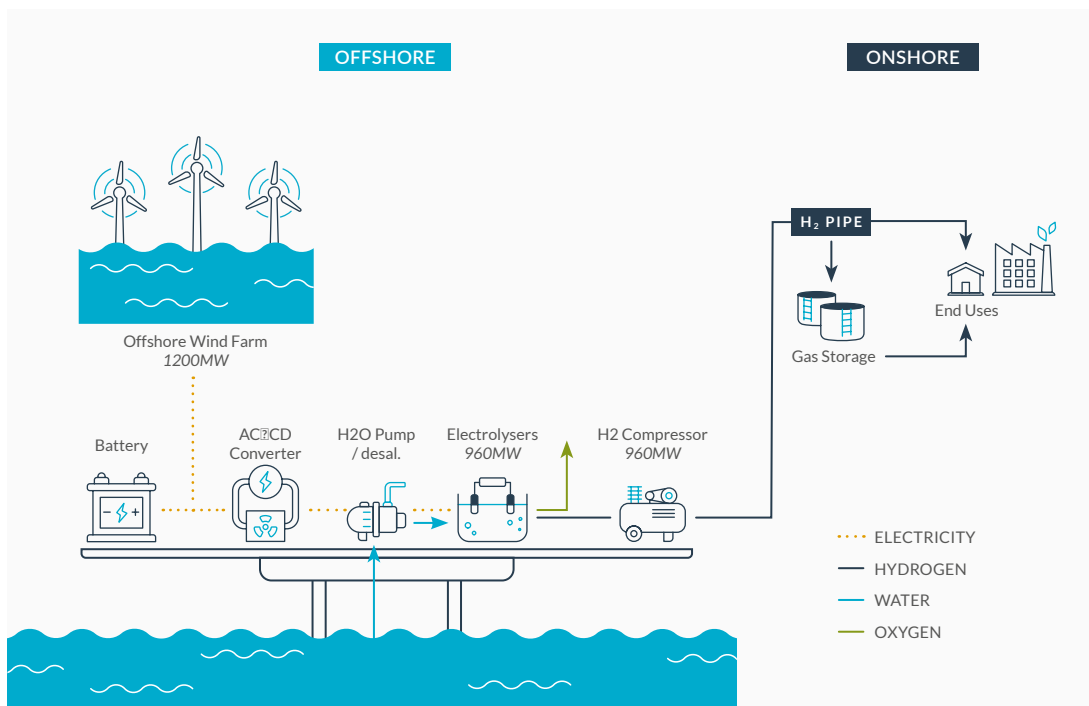 OFFSHORE
ONSHORE
H₂ PIPE
End Uses
Gas Storage
Offshore Wind Farm
1200MW
Battery
AC⍰CD
Converter
H2O Pump
/ desal.
Electrolysers
960MW
H2 Compressor
960MW
ELECTRICITY
HYDROGEN
WATER
OXYGEN